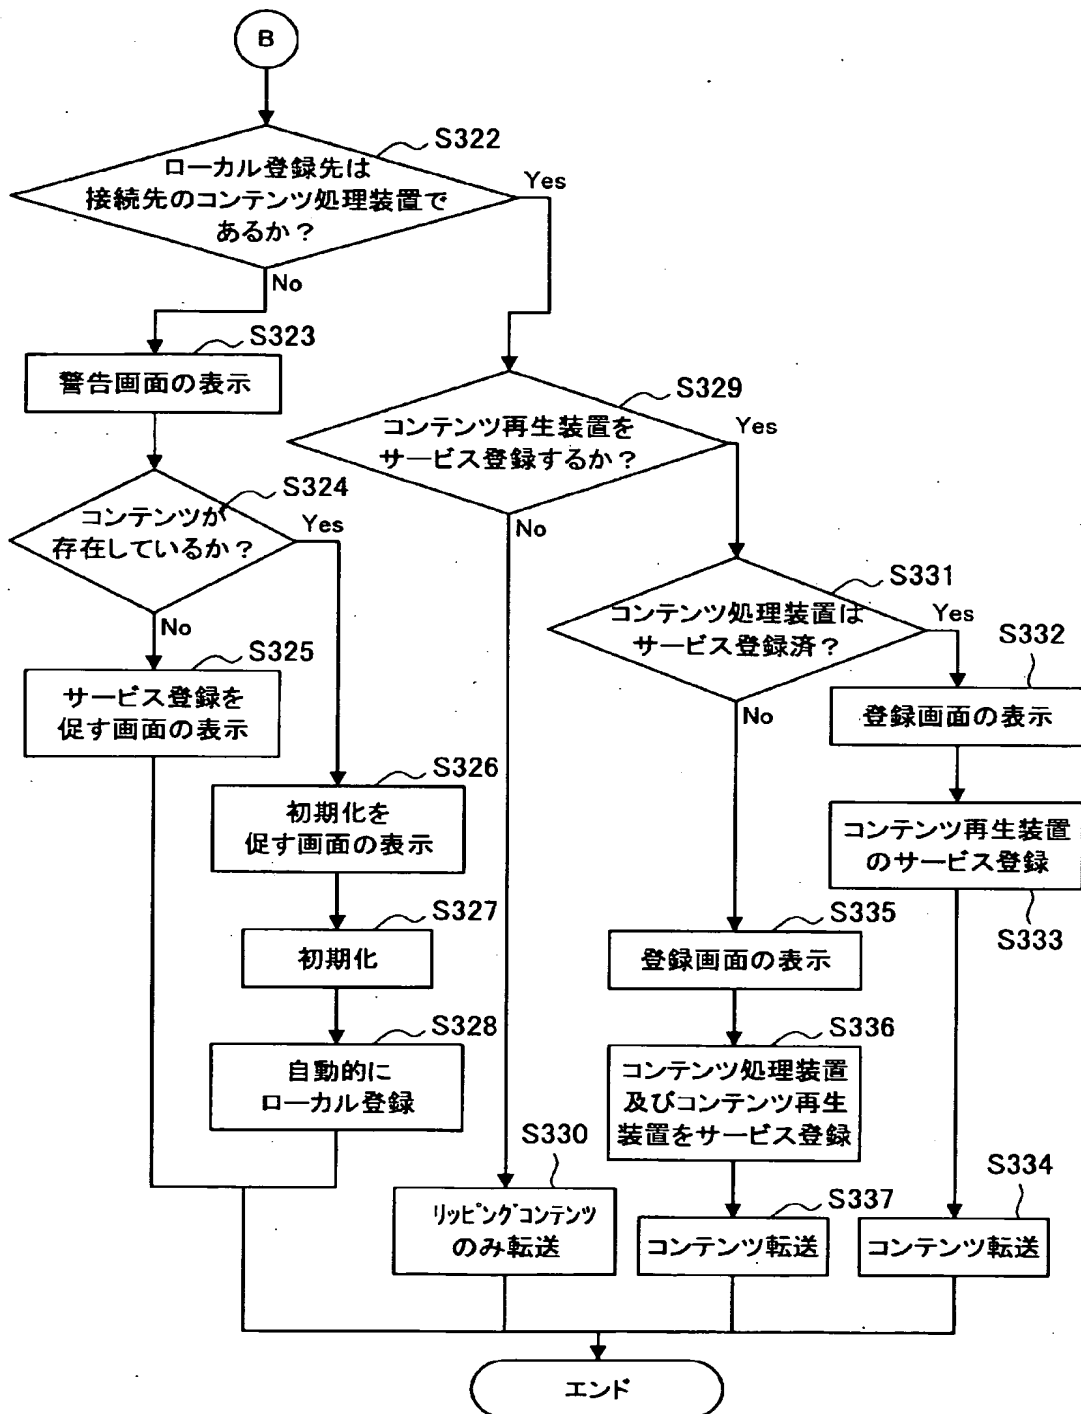 B
S322
ローカル登録先は
接続先のコンテンツ処理装置で
あるか？
Yes
No
S323
警告画面の表示
S329
コンテンツ再生装置を
サービス登録するか？
Yes
No
S324
コンテンツが
存在しているか？
Yes
No
S331
コンテンツ処理装置は
サービス登録済？
Yes
No
S325
サービス登録を
促す画面の表示
S332
登録画面の表示
S326
初期化を
促す画面の表示
コンテンツ再生装置
のサービス登録
S333
S327
初期化
S335
登録画面の表示
S328
自動的に
ローカル登録
S336
コンテンツ処理装置
及びコンテンツ再生
装置をサービス登録
S330
リッピングコンテンツ
のみ転送
S337
コンテンツ転送
S334
コンテンツ転送
エンド